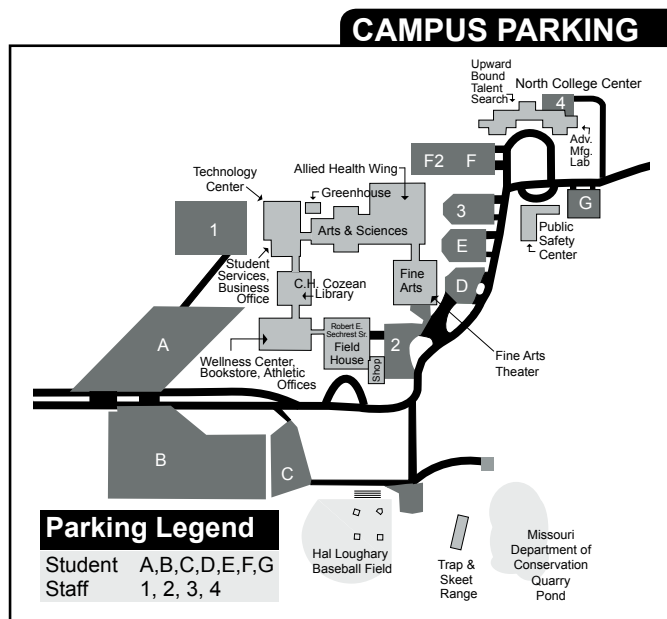 CAMPUS PARKING
Upward
Bound
Talent
Search
North College Center
4
Adv.
Mfg.
Lab
F2 F
Allied Health Wing
Technology
Center
Greenhouse
G
3
1
Arts & Sciences
Public
Safety
Center
E
Student
Services,
Business
Office
Fine
Arts
C.H. Cozean
Library
D
A
Robert E.
Sechrest Sr.
Field
House
2
Shop
Wellness Center,
Bookstore, Athletic
Offices
Fine Arts
Theater
B
C
Parking Legend
Student A,B,C,D,E,F,G
Staff 1, 2, 3, 4
Hal Loughary
Baseball Field
Trap &
Skeet
Range
Missouri
Department of
Conservation
Quarry
Pond